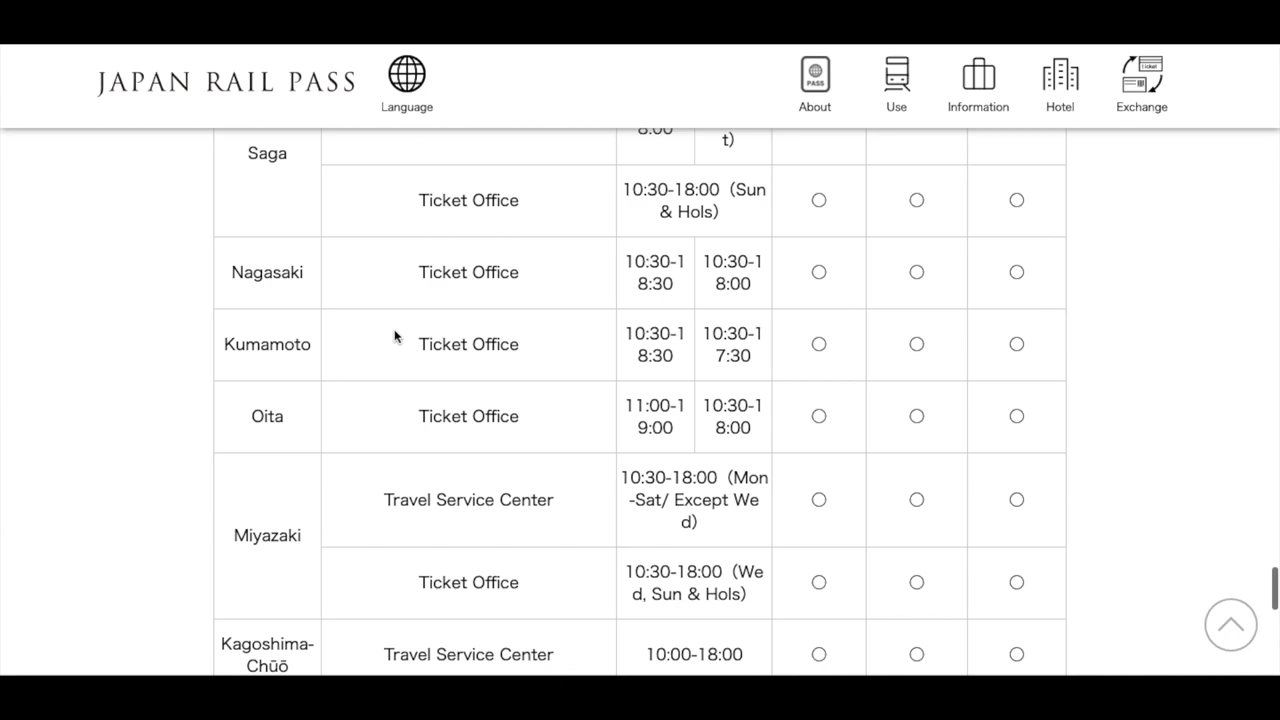 JAPAN RAIL PASS
Language
PASS
About
Use
Information
Hotel
ticket
Exchange
Saga
8:00
t)
Ticket Office
10:30-18:00（Sun
& Hols）
○ ○ ○
Nagasaki
Ticket Office
10:30-1
8:30
10:30-1
8:00
○ ○ ○
Kumamoto
Ticket Office
10:30-1
8:30
10:30-1
7:30
○ ○ ○
Oita
Ticket Office
11:00-1
9:00
10:30-1
8:00
○ ○ ○
Miyazaki
Travel Service Center
10:30-18:00（Mon
-Sat/ Except We
d）
○ ○ ○
Ticket Office
10:30-18:00（We
d, Sun & Hols）
○ ○ ○
Kagoshima-
Chūō
Travel Service Center
10:00-18:00
○ ○ ○